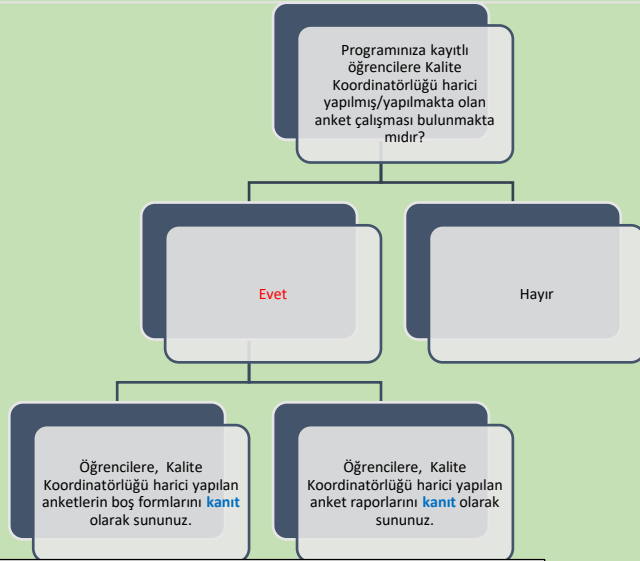 Programınıza kayıtlı
öğrencilere Kalite
Koordinatörlüğü harici
yapılmış/yapılmakta olan
anket çalışması bulunmakta
mıdır?
Evet
Hayır
Öğrencilere, Kalite
Koordinatörlüğü harici yapılan
anketlerin boş formlarını kanıt
olarak sununuz.
Öğrencilere, Kalite
Koordinatörlüğü harici yapılan
anket raporlarını kanıt olarak
sununuz.